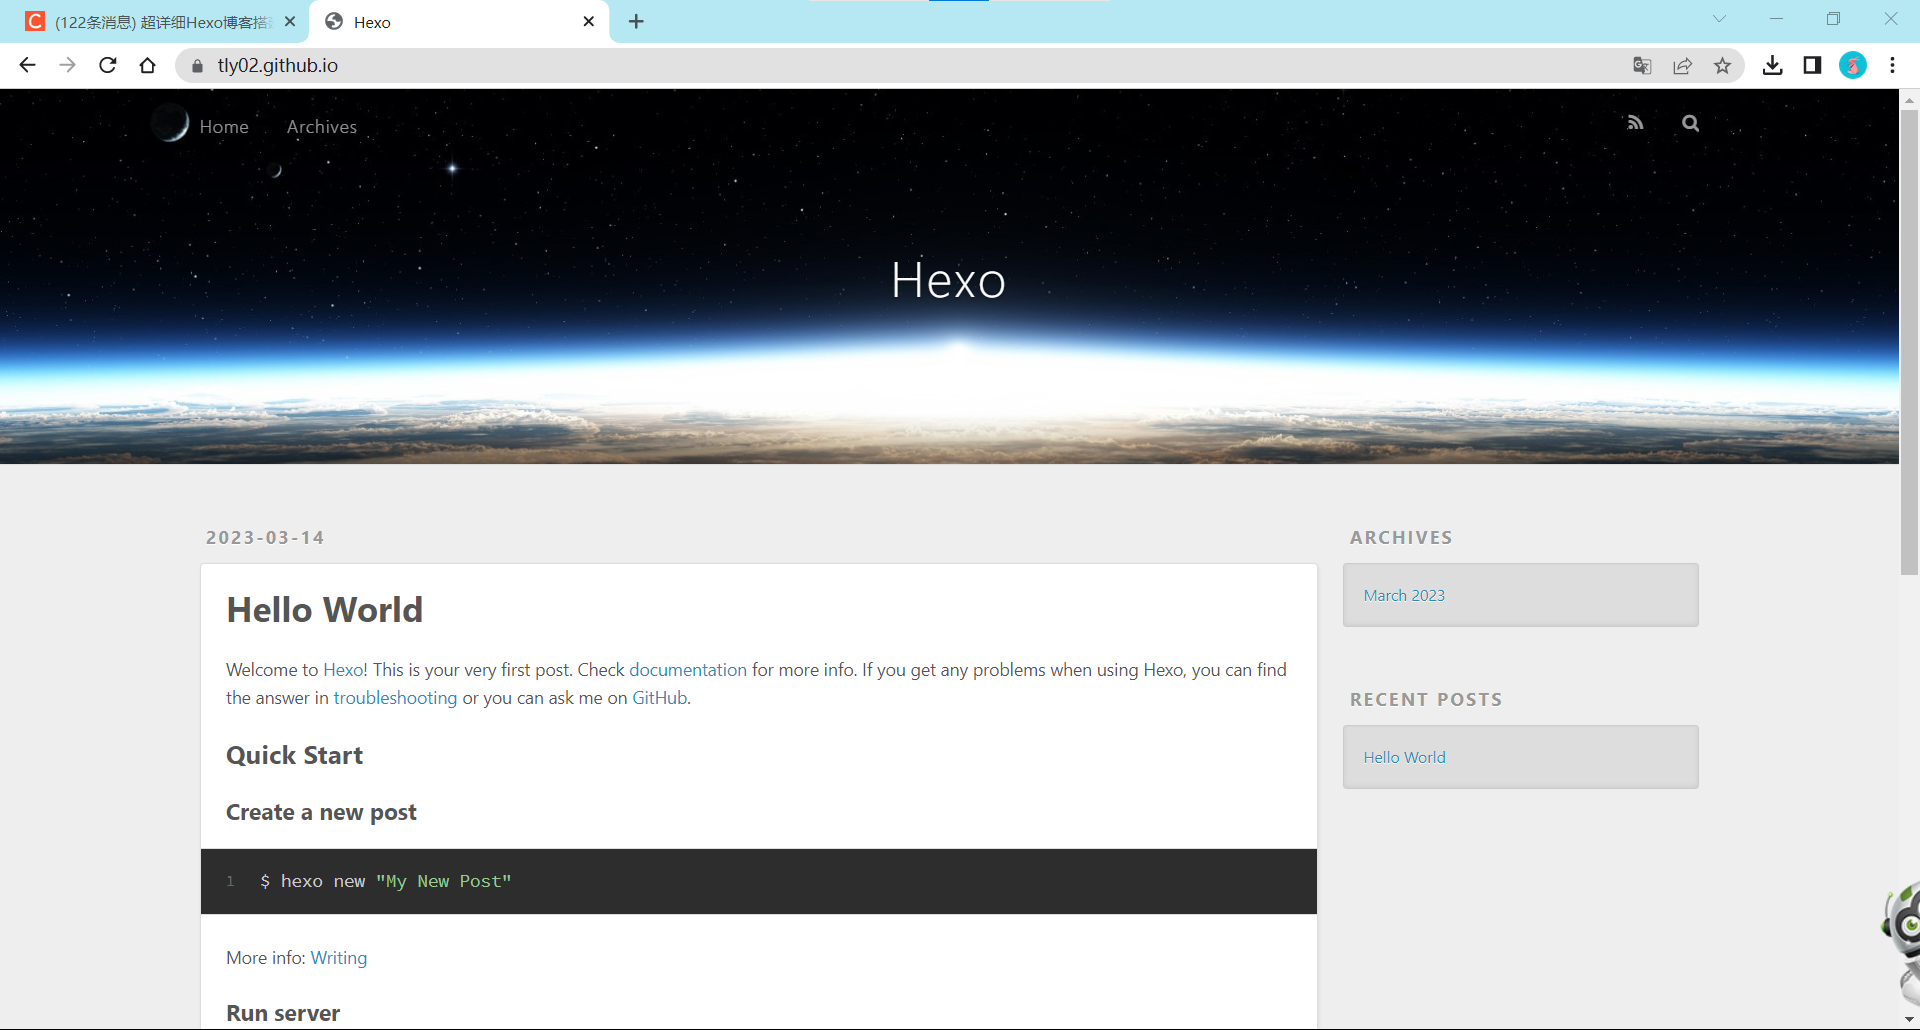 (122条消息) 超详细Hexo博客搭
Hexo
tly02.github.io
Home Archives
Hexo
2023-03-14
Hello World
Welcome to Hexo! This is your very first post. Check documentation for more info. If you get any problems when using Hexo, you can find
the answer in troubleshooting or you can ask me on GitHub.
Quick Start
Create a new post
1 $ hexo new "My New Post"
More info: Writing
Run server
ARCHIVES
March 2023
RECENT POSTS
Hello World